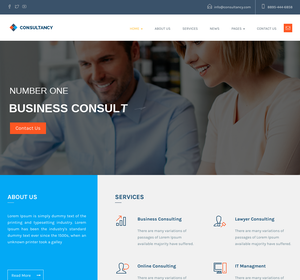 info@consultancy.com
0800-444-6204
CONSULTANCY
HOME
ABOUT US
SERVICES
NEWS
PAGES
CONTACT US
NUMBER ONE
BUSINESS CONSULT
Contact Us
ABOUT US
Lorem Ipsum is simply dummy text of the
printing and typesetting industry. Lorem
Ipsum has been the industry's standard
dummy text ever since the 1500s, when an
unknown printer took a galley.
Read More
SERVICES
Business Consulting
There are many variations of
passages of Lorem Ipsum
available majority have suffered.
Lawyer Consulting
There are many variations of
passages of Lorem Ipsum
available majority have suffered.
Online Consulting
There are many variations of
IT Managment
There are many variations of